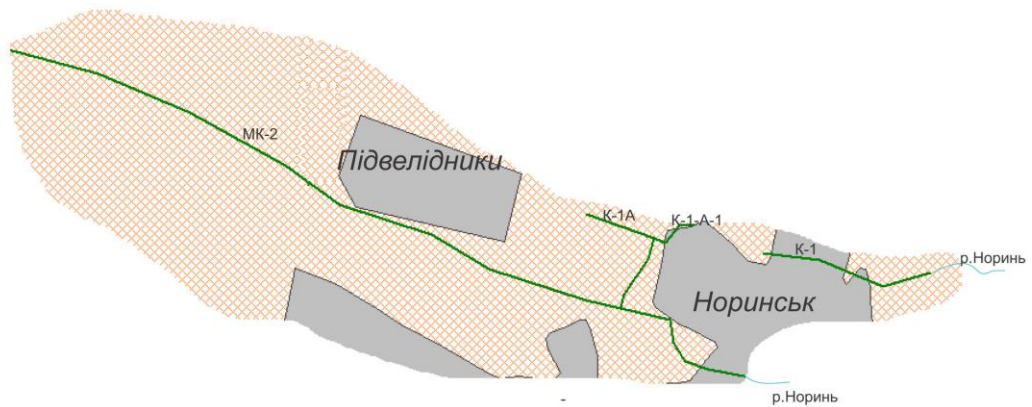 МК-2
Підвелідники
К-1А
К-1-А-1
К-1
р.Норинь
Норинськ
р.Норинь
-